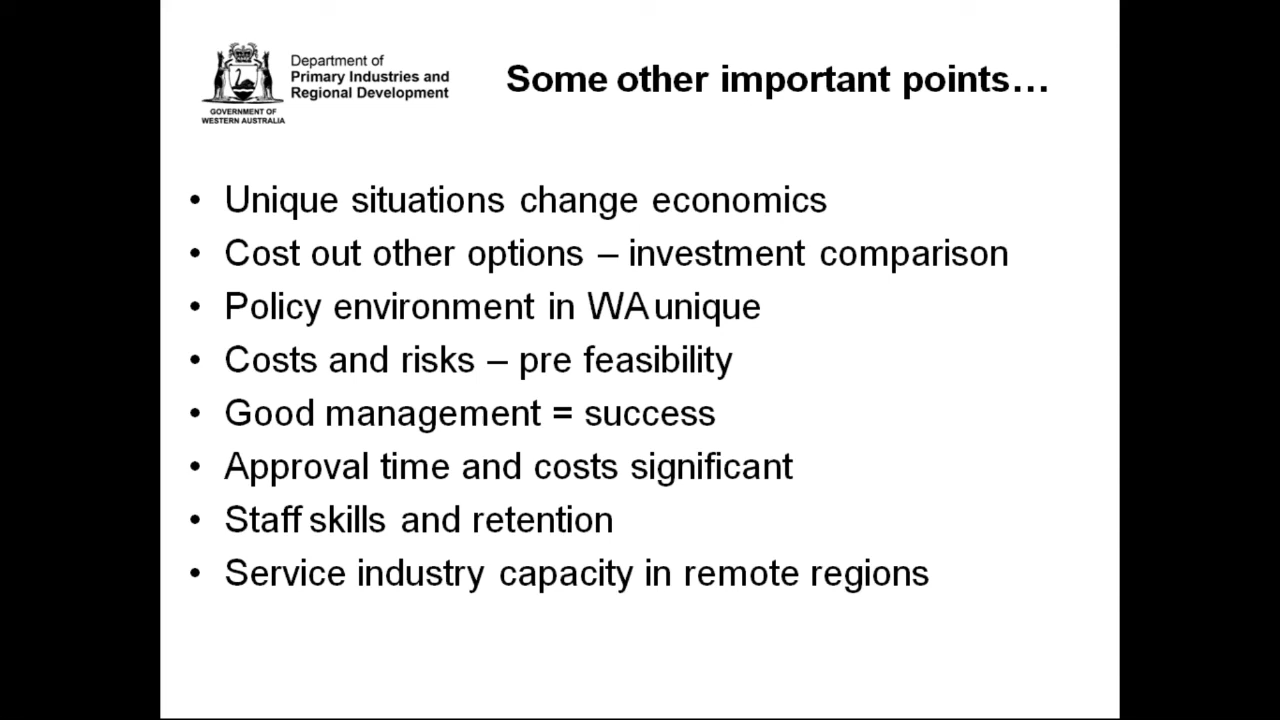 Department of
Primary Industries and
Regional Development
GOVERNMENT OF
WESTERN AUSTRALIA
Some other important points…
• Unique situations change economics
• Cost out other options – investment comparison
• Policy environment in WA unique
• Costs and risks – pre feasibility
• Good management = success
• Approval time and costs significant
• Staff skills and retention
• Service industry capacity in remote regions